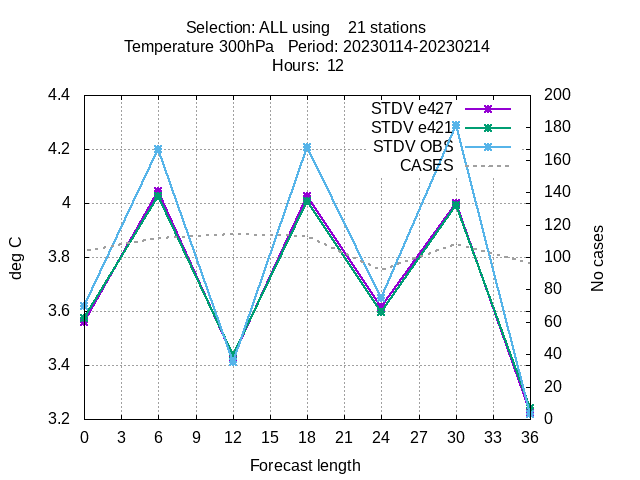 Selection: ALL using 21 stations
Temperature 300hPa Period: 20230114-20230214
Hours: 12
STDV e427
STDV e421
STDV OBS
CASES
4.4
4.2
4
3.8
3.6
3.4
3.2
deg C
200
180
160
140
120
100
80
60
40
20
0
No cases
0 3 6 9 12 15 18 21 24 27 30 33 36
Forecast length